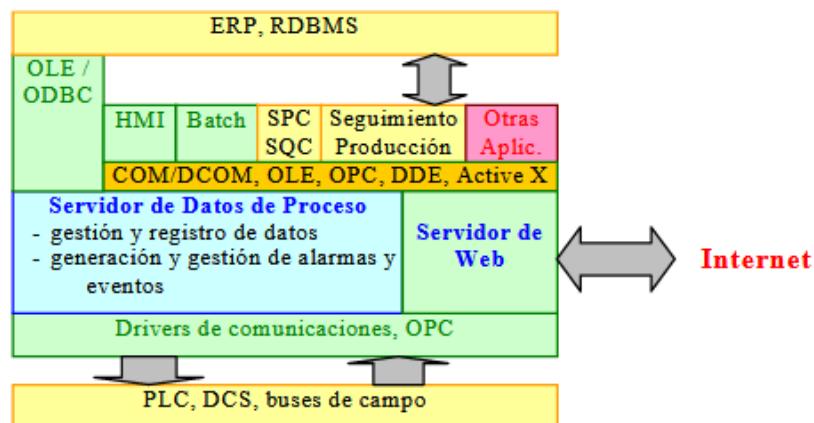 ERP, RDBMS
OLE /
ODBC
HMI
Batch
SPC
SQC
Seguimiento
Producción
Otras
Aplic.
COM/DCOM, OLE, OPC, DDE, Active X
Servidor de Datos de Proceso
- gestión y registro de datos
- generación y gestión de alarmas y
eventos
Servidor de
Web
Internet
Drivers de comunicaciones, OPC
PLC, DCS, buses de campo